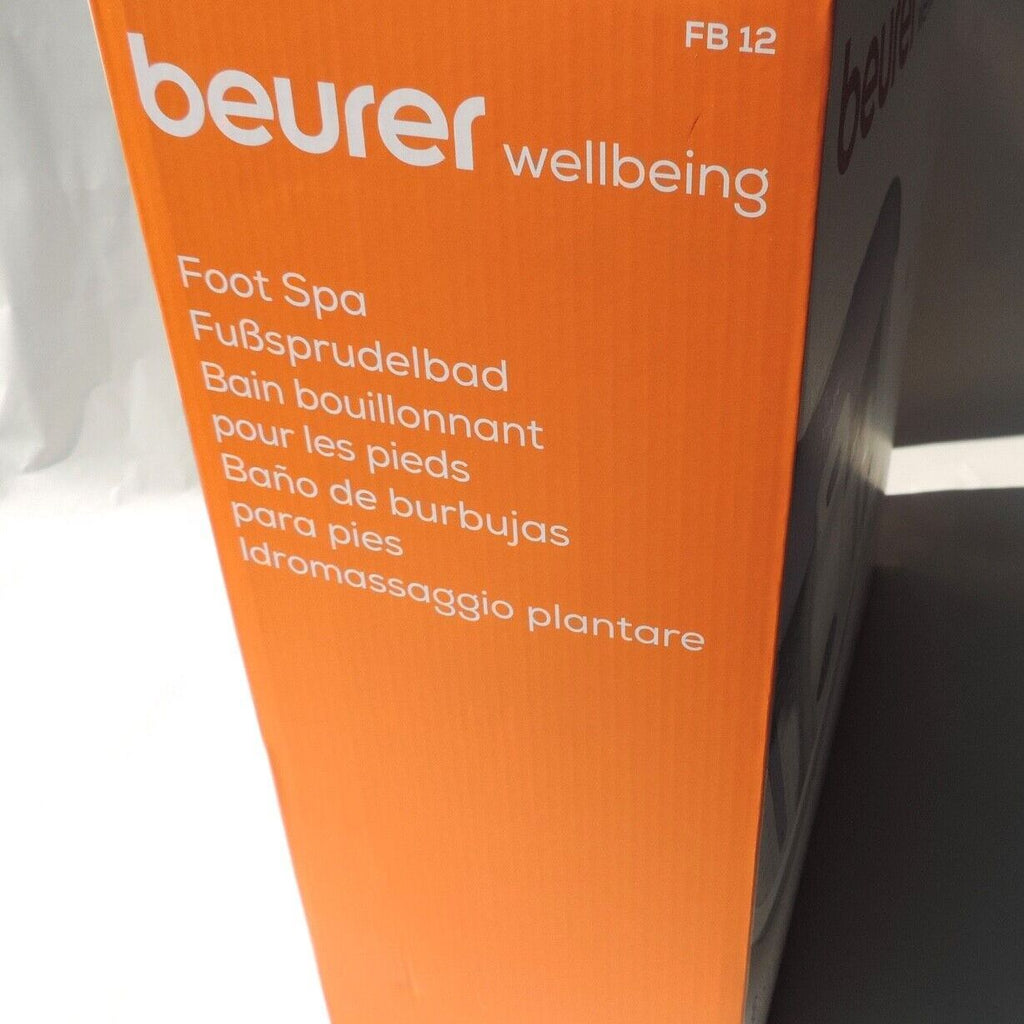 FB 12
beurer wellbeing
Foot Spa
Fußsprudelbad
Bain bouillonnant
pour les pieds
Baño de burbujas
para pies
Idromassaggio plantare
beurer